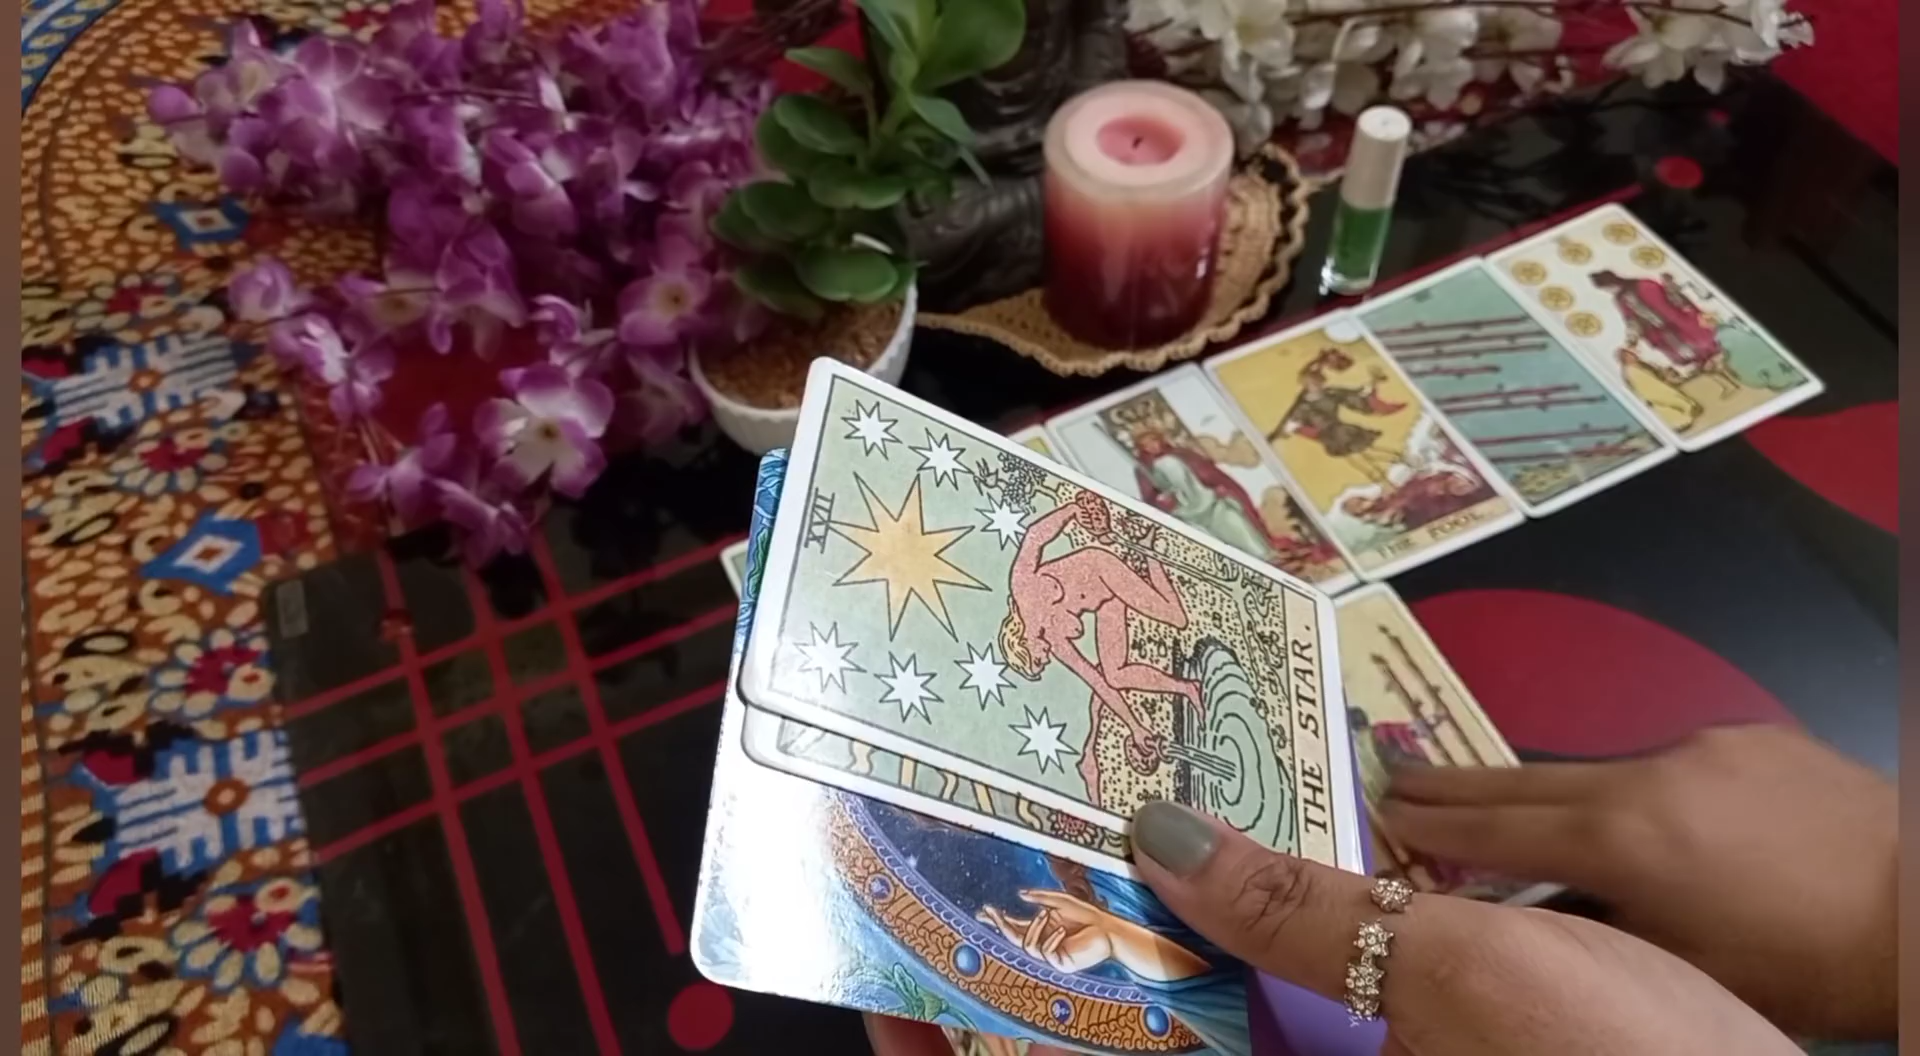 XVII
THE STAR.
THE FOOL.